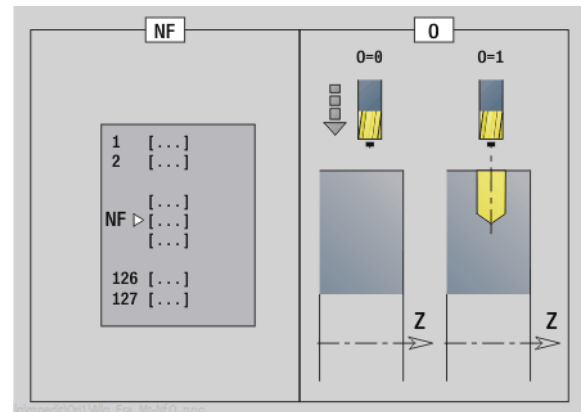 NF
O
O=0
O=1
1 [...]
2 [...]
[...]
NF [...]
[...]
126 [...]
127 [...]
Z
Z